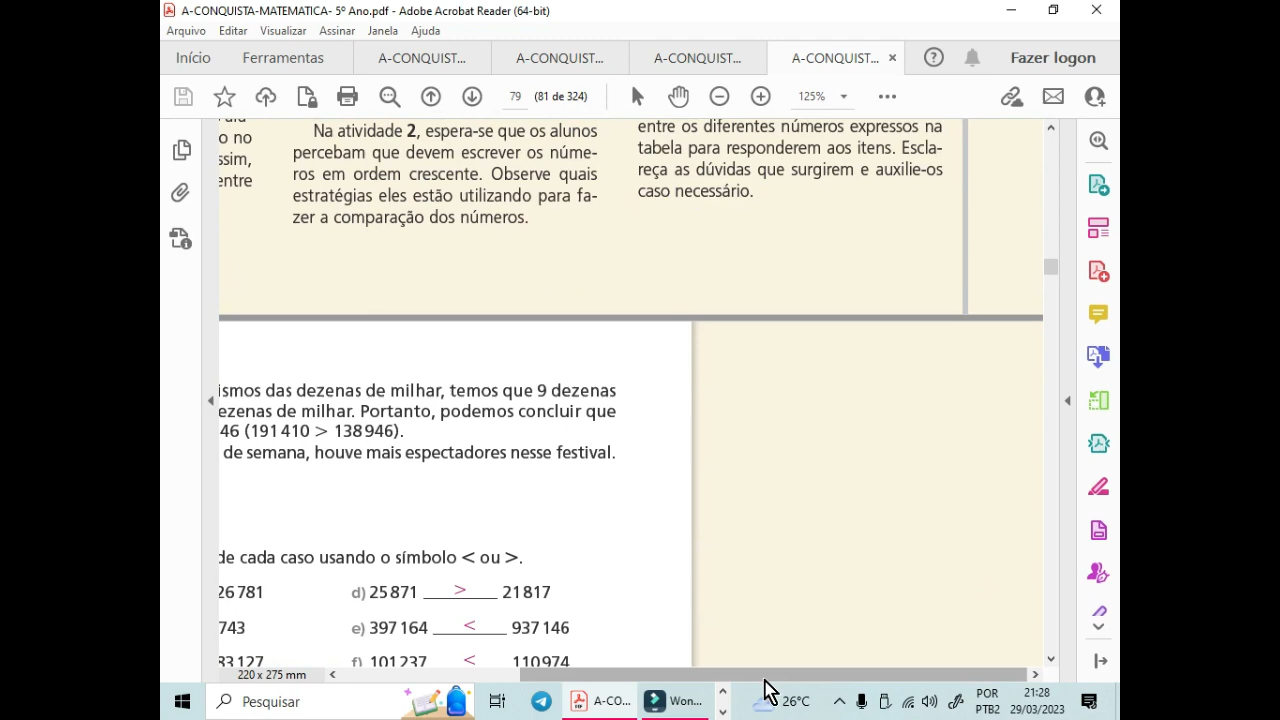 A-CONQUISTA-MATEMATICA- 5º Ano.pdf - Adobe Acrobat Reader (64-bit)
Arquivo Editar Visualizar Assinar Janela Ajuda
Início Ferramentas A-CONQUIST... A-CONQUIST... A-CONQUIST... A-CONQUIST... × Fazer logon
79 (81 de 324) 125%
o no
ssim,
entre
Na atividade 2, espera-se que os alunos
percebam que devem escrever os núme-
ros em ordem crescente. Observe quais
estratégias eles estão utilizando para fa-
zer a comparação dos números.
entre os diferentes números expressos na
tabela para responderem aos itens. Escla-
reça as dúvidas que surgirem e auxilie-os
caso necessário.
ismos das dezenas de milhar, temos que 9 dezenas
ezenas de milhar. Portanto, podemos concluir que
46 (191 410 > 138 946).
de semana, houve mais espectadores nesse festival.
de cada caso usando o símbolo < ou >.
26 781 d) 25 871 > 21 817
743 e) 397 164 < 937 146
83 127 f) 101 237 < 110 974
220 x 275 mm
Pesquisar A-CO... Won... 26°C POR 21:28
PTB2 29/03/2023